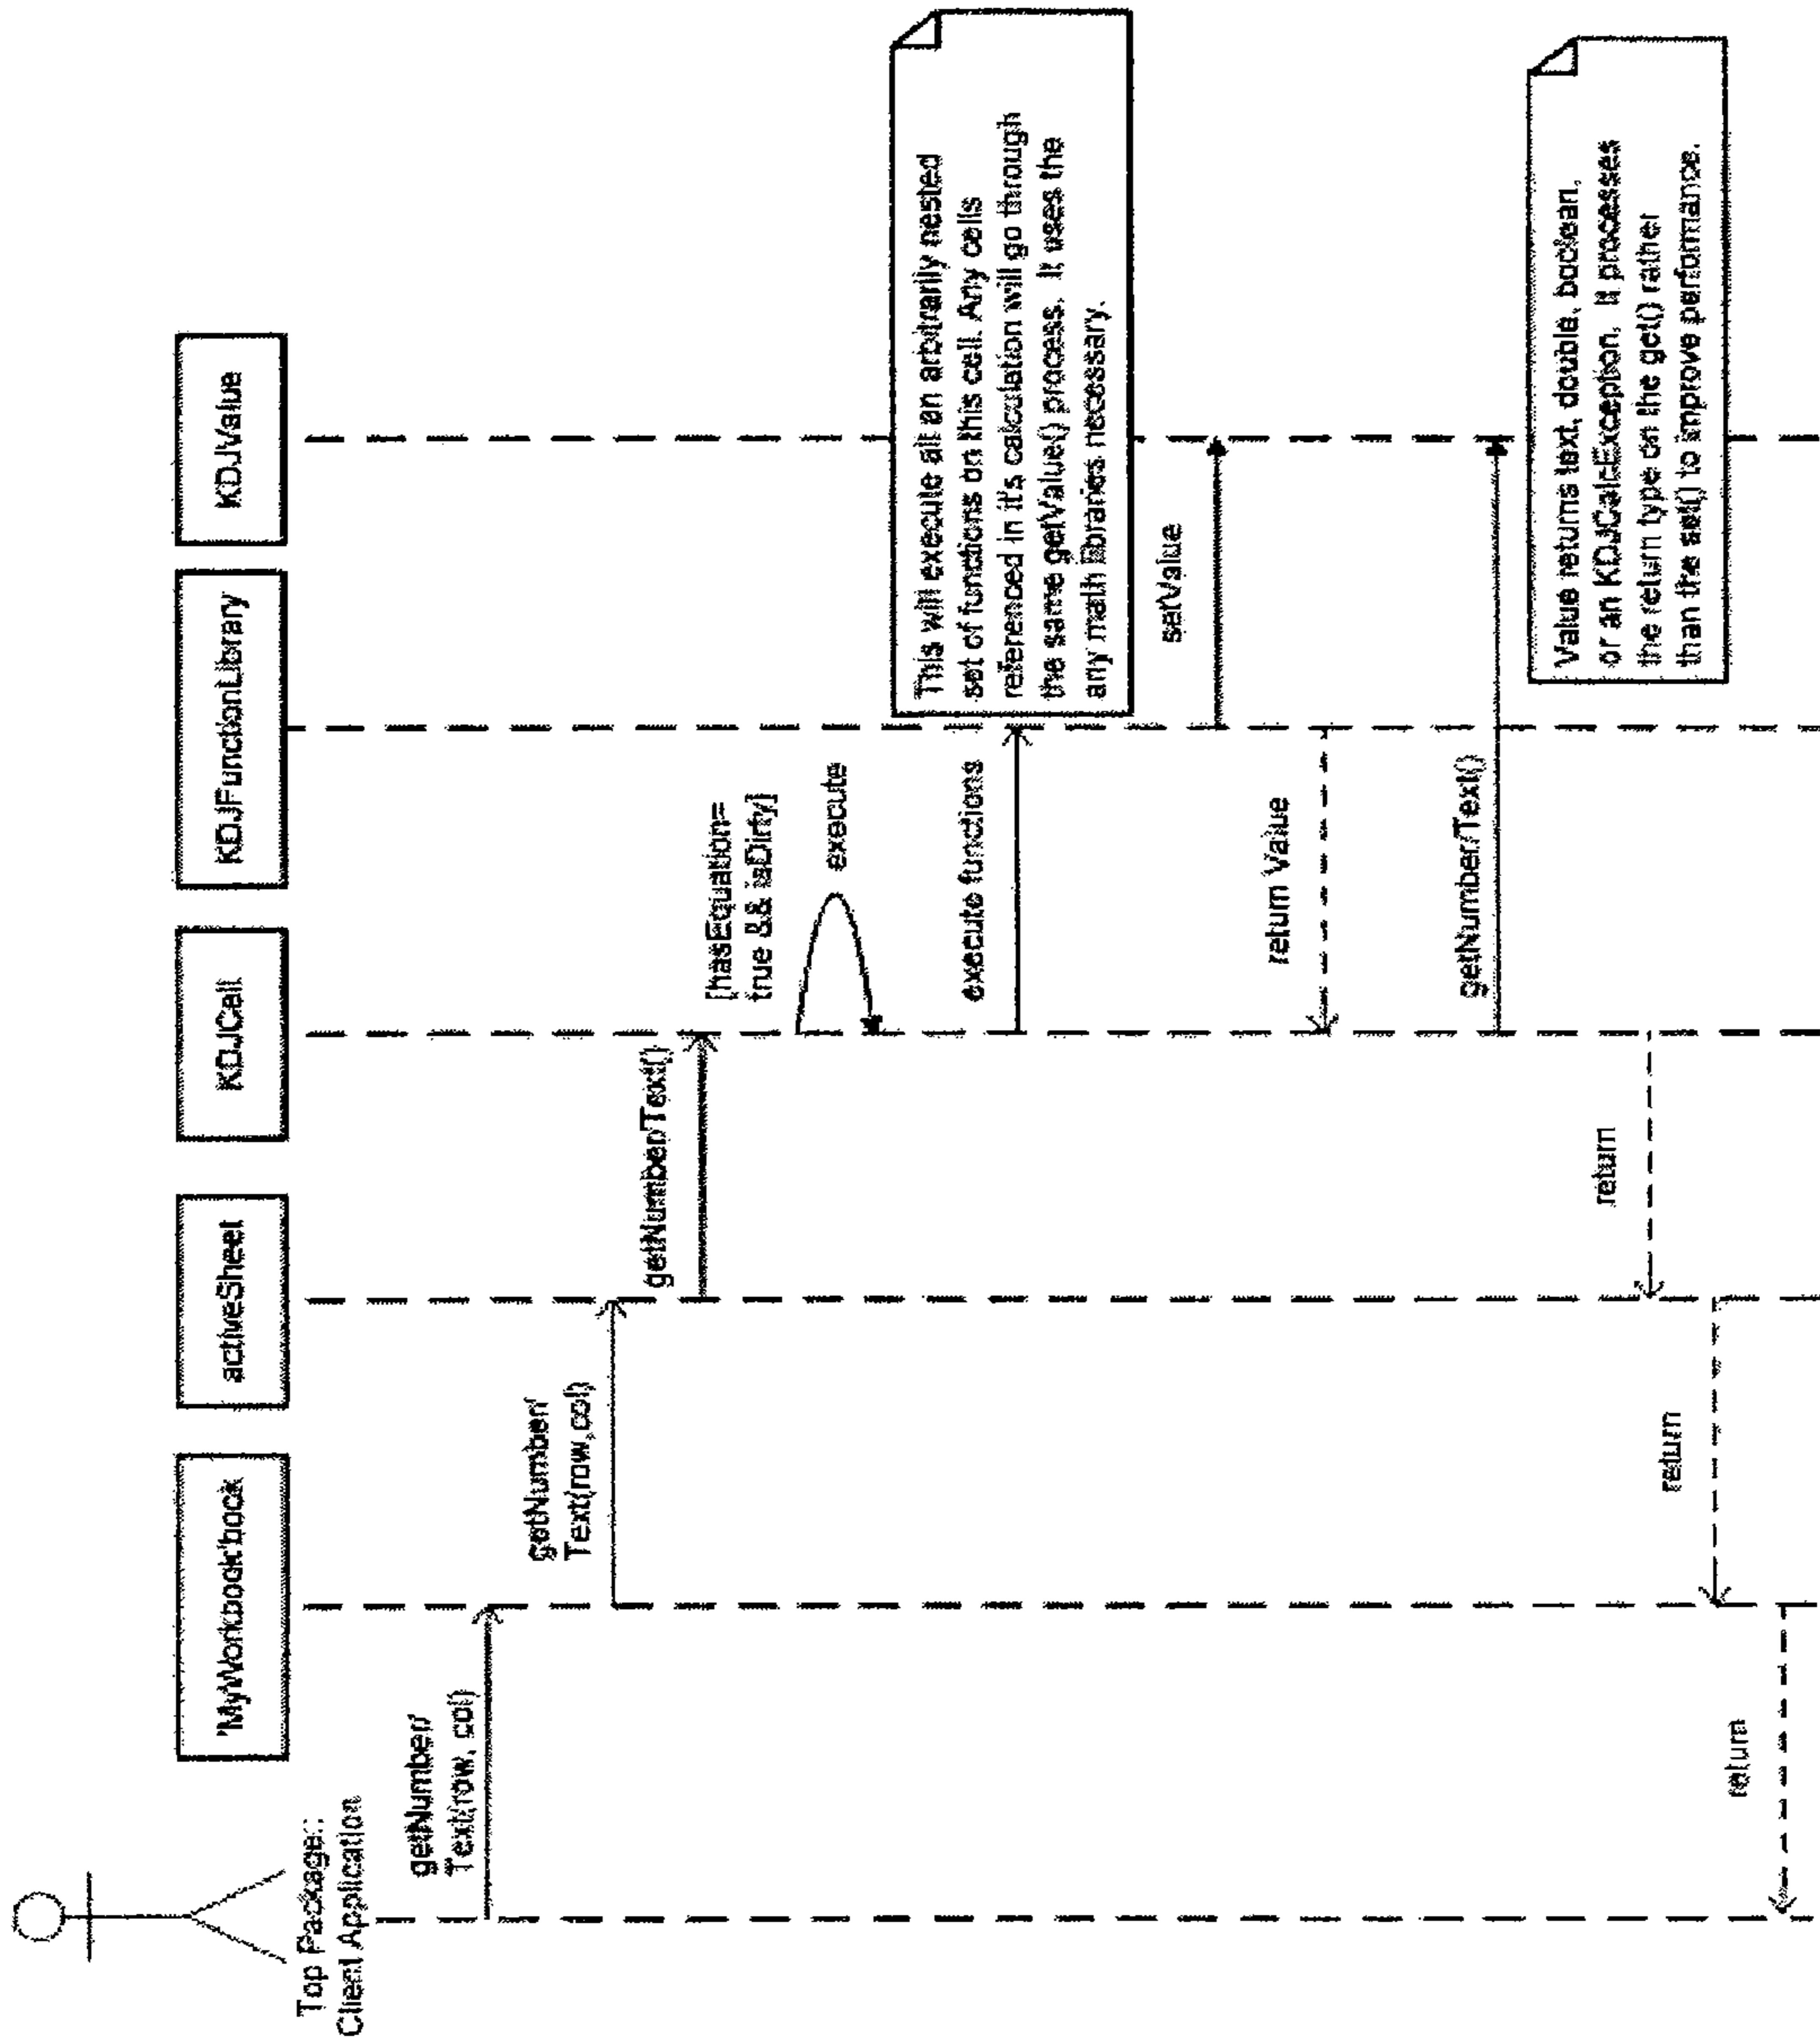 Top Package::
Client Application
'MyWorkbook'book
activeSheet
KDJCell
KDJFunctionLibrary
KDJValue
getNumber/
Text(row, col)
getNumber/
Text(row,col)
getNumber/Text()
[hasEquation=
true && isDirty]
execute
execute functions
This will execute all an arbitrarily nested
set of functions on this cell. Any cells
referenced in it's calculation will go through
the same getValue() process. It uses the
any math libraries necessary.
setValue
return Value
getNumber/Text()
Value returns text, double, boolean,
or an KDJCalcException. It processes
the return type on the get() rather
than the set() to improve performance.
return
return
return